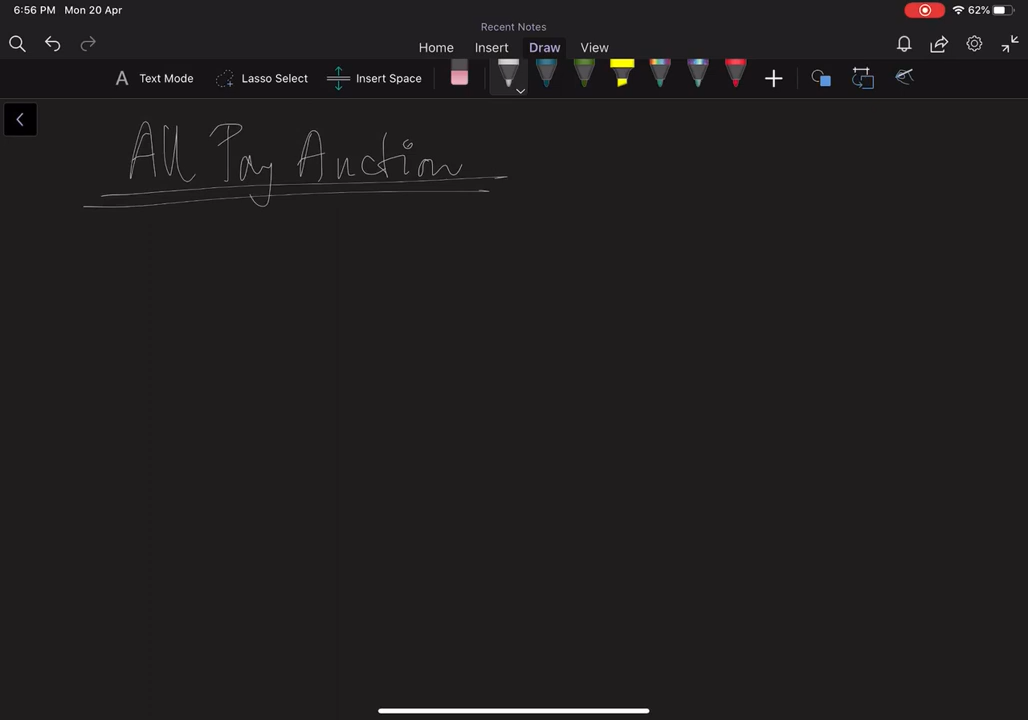 6:56 PM Mon 20 Apr
62%
Recent Notes
Home Insert Draw View
Text Mode Lasso Select Insert Space
All Pay Auction